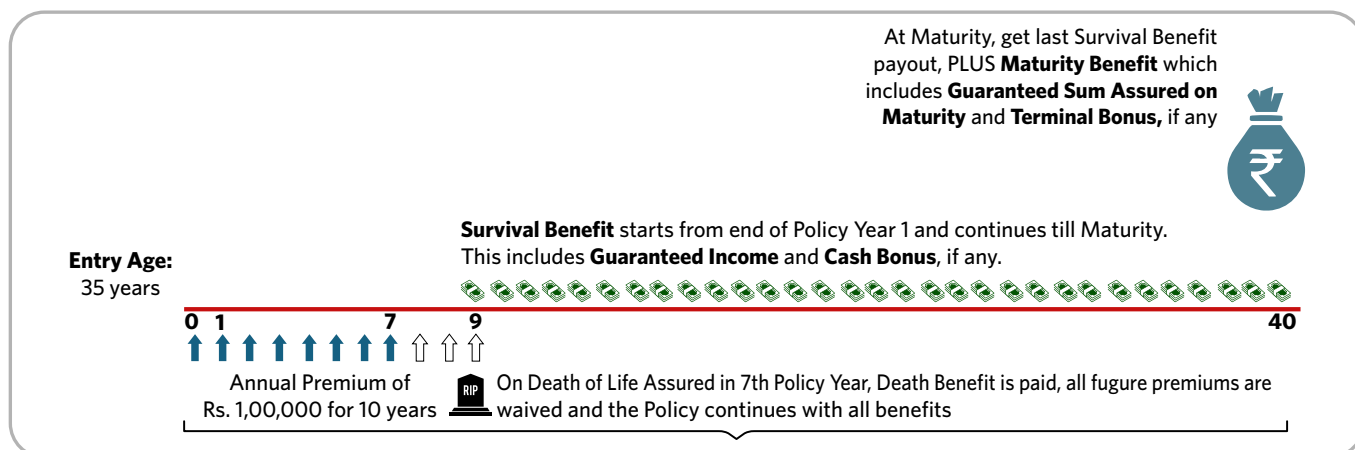 At Maturity, get last Survival Benefit
payout, PLUS Maturity Benefit which
includes Guaranteed Sum Assured on
Maturity and Terminal Bonus, if any
₹
Survival Benefit starts from end of Policy Year 1 and continues till Maturity.
This includes Guaranteed Income and Cash Bonus, if any.
Entry Age:
35 years
0 1 7 9 40
Annual Premium of
Rs. 1,00,000 for 10 years
RIP
On Death of Life Assured in 7th Policy Year, Death Benefit is paid, all fugure premiums are
waived and the Policy continues with all benefits